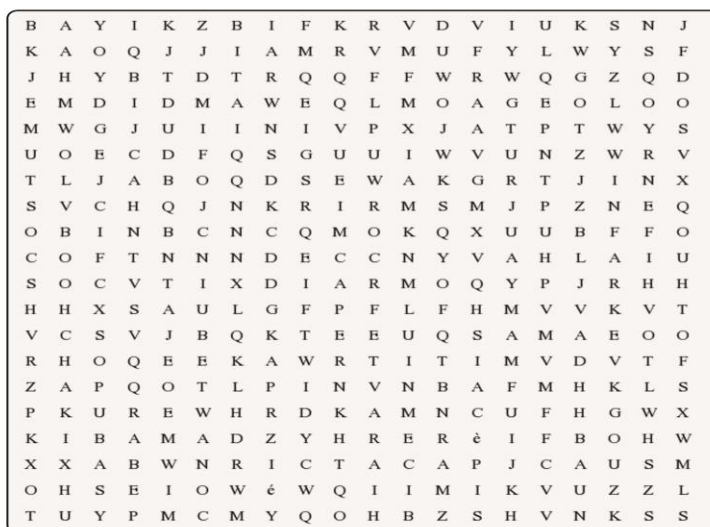 B A Y I K Z B I F K R V D V I U K S N J
K A O Q J J I A M R V M U F Y L W Y S F
J H Y B T D T R Q Q F F W R W Q G Z Q D
E M D I D M A W E Q L M O A G E O L O O
M W G J U I I N I V P X J A T P T W Y S
U O E C D F Q S G U U I W V U N Z W R V
T L J A B O Q D S E W A K G R T J I N X
S V C H Q J N K R I R M S M J P Z N E Q
O B I N B C N C Q M O K Q X U U B F F O
C O F T N N N D E C C N Y V A H L A I U
S O C V T I X D I A R M O Q Y P J R H H
H H X S A U L G F P F L F H M V V K V T
V C S V J B Q K T E E U Q S A M A E O O
R H O Q E E K A W R T I T I M V D V T F
Z A P Q O T L P I N V N B A F M H K L S
P K U R E W H R D K A M N C U F H G W X
K I B A M A D Z Y H R E R è I F B O H W
X X A B W N R I C T A C A P J C A U S M
O H S E I O W é W Q I I M I K V U Z Z L
T U Y P M C M Y Q O H B Z S H V N K S S